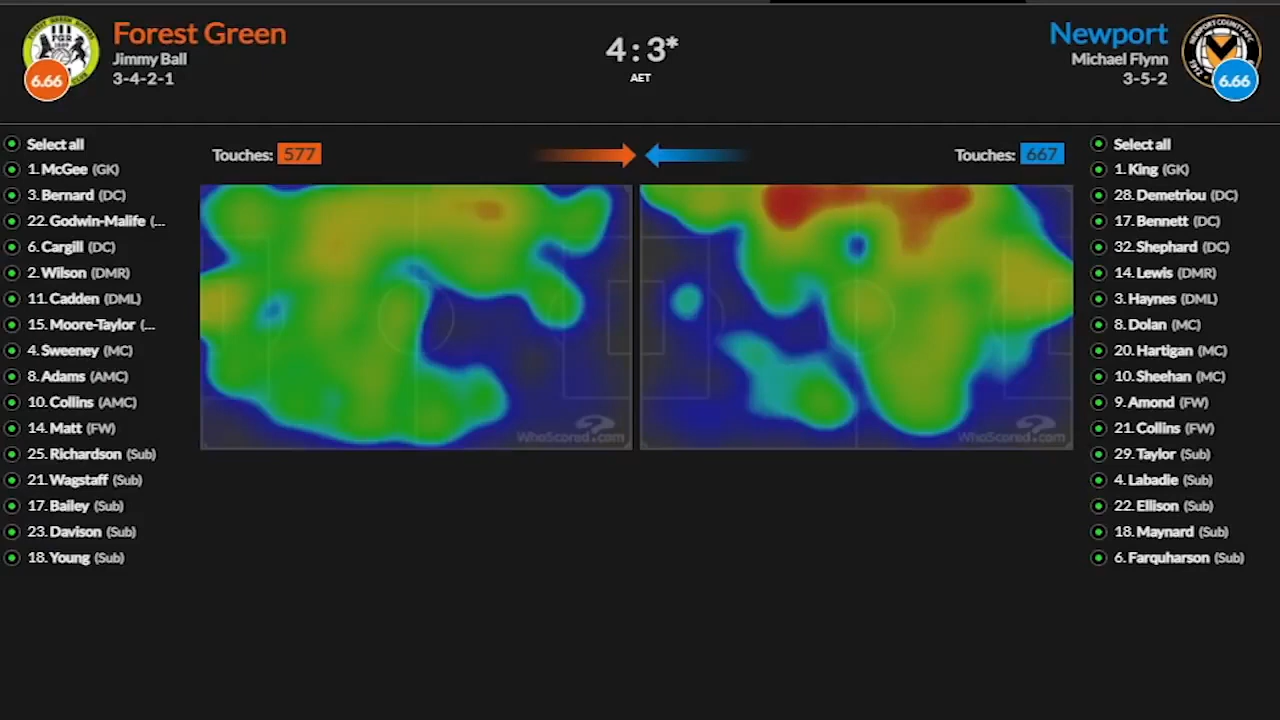 Forest Green
Jimmy Ball
3-4-2-1
6.66
4 : 3*
AET
Newport
Michael Flynn
3-5-2
6.66
Select all
1. McGee (GK)
3. Bernard (DC)
22. Godwin-Malife (...
6. Cargill (DC)
2. Wilson (DMR)
11. Cadden (DML)
15. Moore-Taylor (...
4. Sweeney (MC)
8. Adams (AMC)
10. Collins (AMC)
14. Matt (FW)
25. Richardson (Sub)
21. Wagstaff (Sub)
17. Bailey (Sub)
23. Davison (Sub)
18. Young (Sub)
Touches: 577
Touches: 667
WhoScored.com
WhoScored.com
Select all
1. King (GK)
28. Demetriou (DC)
17. Bennett (DC)
32. Shephard (DC)
14. Lewis (DMR)
3. Haynes (DML)
8. Dolan (MC)
20. Hartigan (MC)
10. Sheehan (MC)
9. Amond (FW)
21. Collins (FW)
29. Taylor (Sub)
4. Labadie (Sub)
22. Ellison (Sub)
18. Maynard (Sub)
6. Farquharson (Sub)